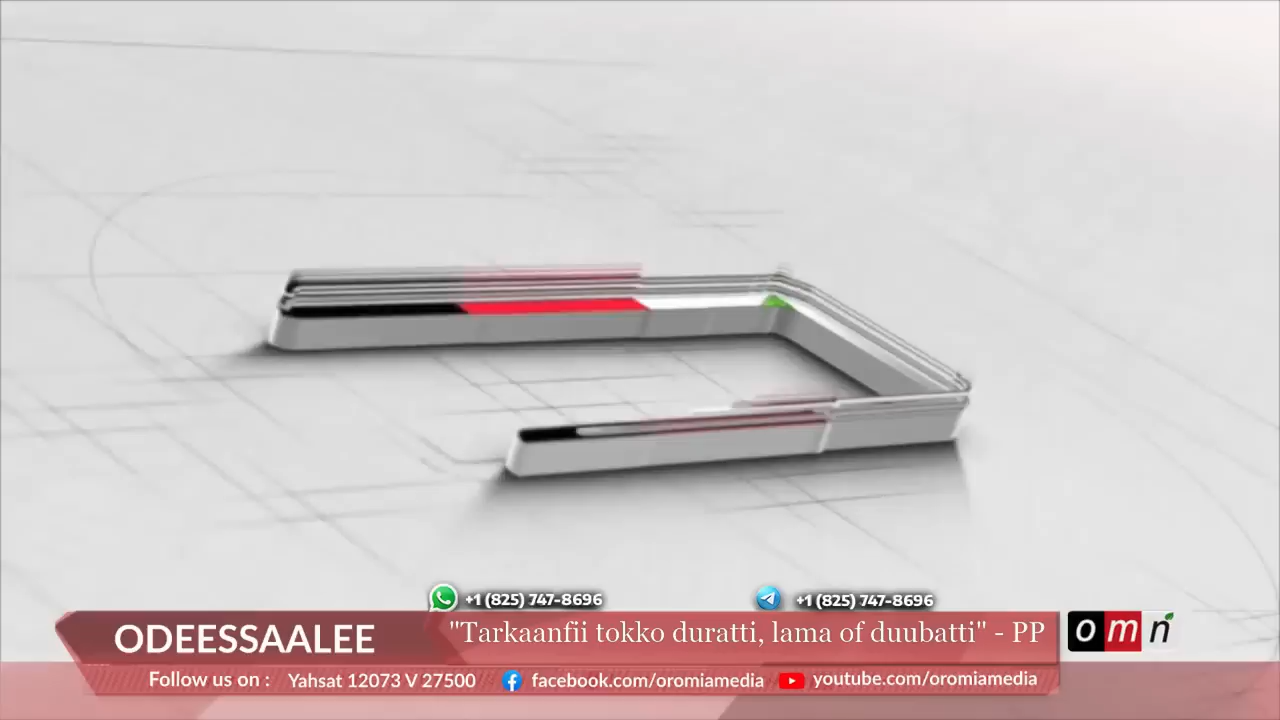 +1 (825) 747-8696 +1 (825) 747-8696
ODEESSAALEE "Tarkaanfii tokko duratti, lama of duubatti" - PP omn
Follow us on : Yahsat 12073 V 27500 facebook.com/oromiamedia youtube.com/oromiamedia